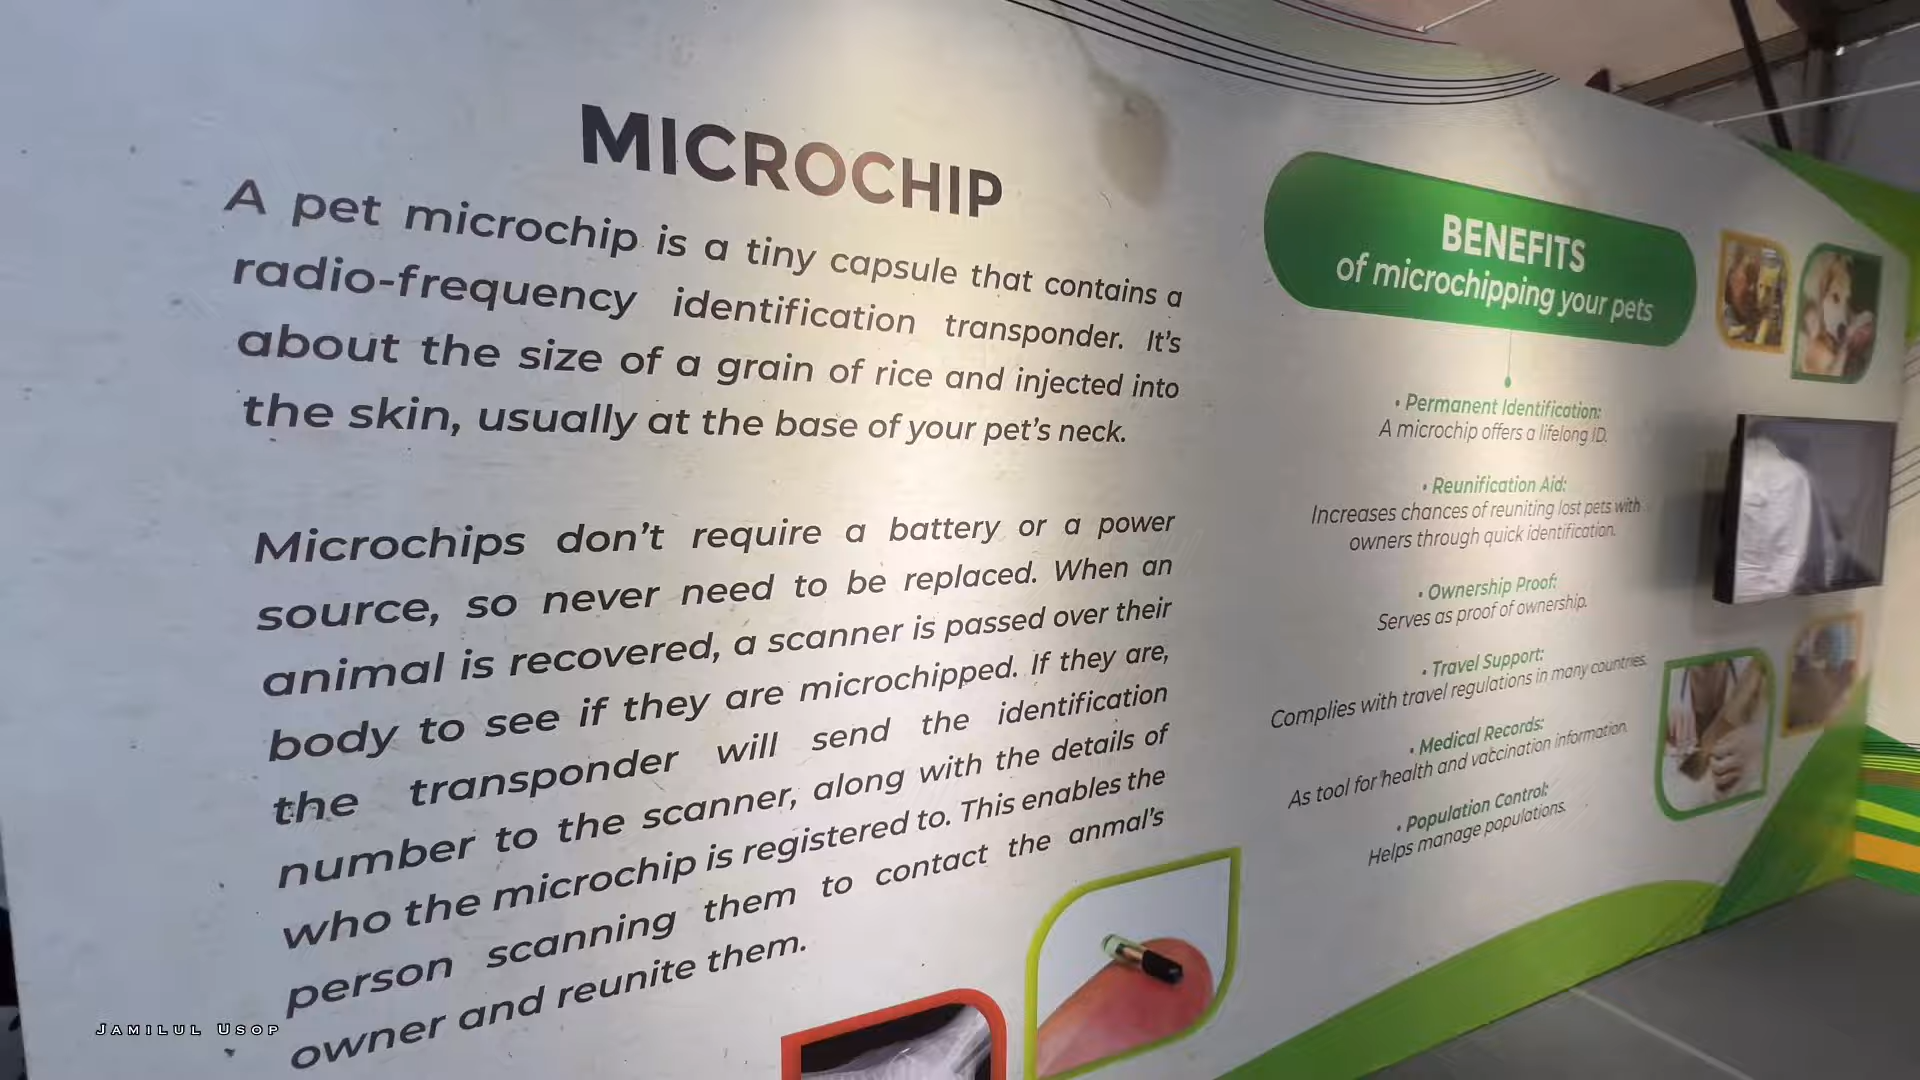 MICROCHIP
A pet microchip is a tiny capsule that contains a
radio-frequency identification transponder. It's
about the size of a grain of rice and injected into
the skin, usually at the base of your pet's neck.
Microchips don't require a battery or a power
source, so never need to be replaced. When an
animal is recovered, a scanner is passed over their
body to see if they are microchipped. If they are,
the transponder will send the identification
number to the scanner, along with the details of
who the microchip is registered to. This enables the
person scanning them to contact the anmal's
owner and reunite them.
BENEFITS
of microchipping your pets
• Permanent Identification:
A microchip offers a lifelong ID.
• Reunification Aid:
Increases chances of reuniting lost pets with
owners through quick identification.
• Ownership Proof:
Serves as proof of ownership.
• Travel Support:
Complies with travel regulations in many countries.
• Medical Records:
As tool for health and vaccination information.
• Population Control:
Helps manage populations.
JAMILUL USOP